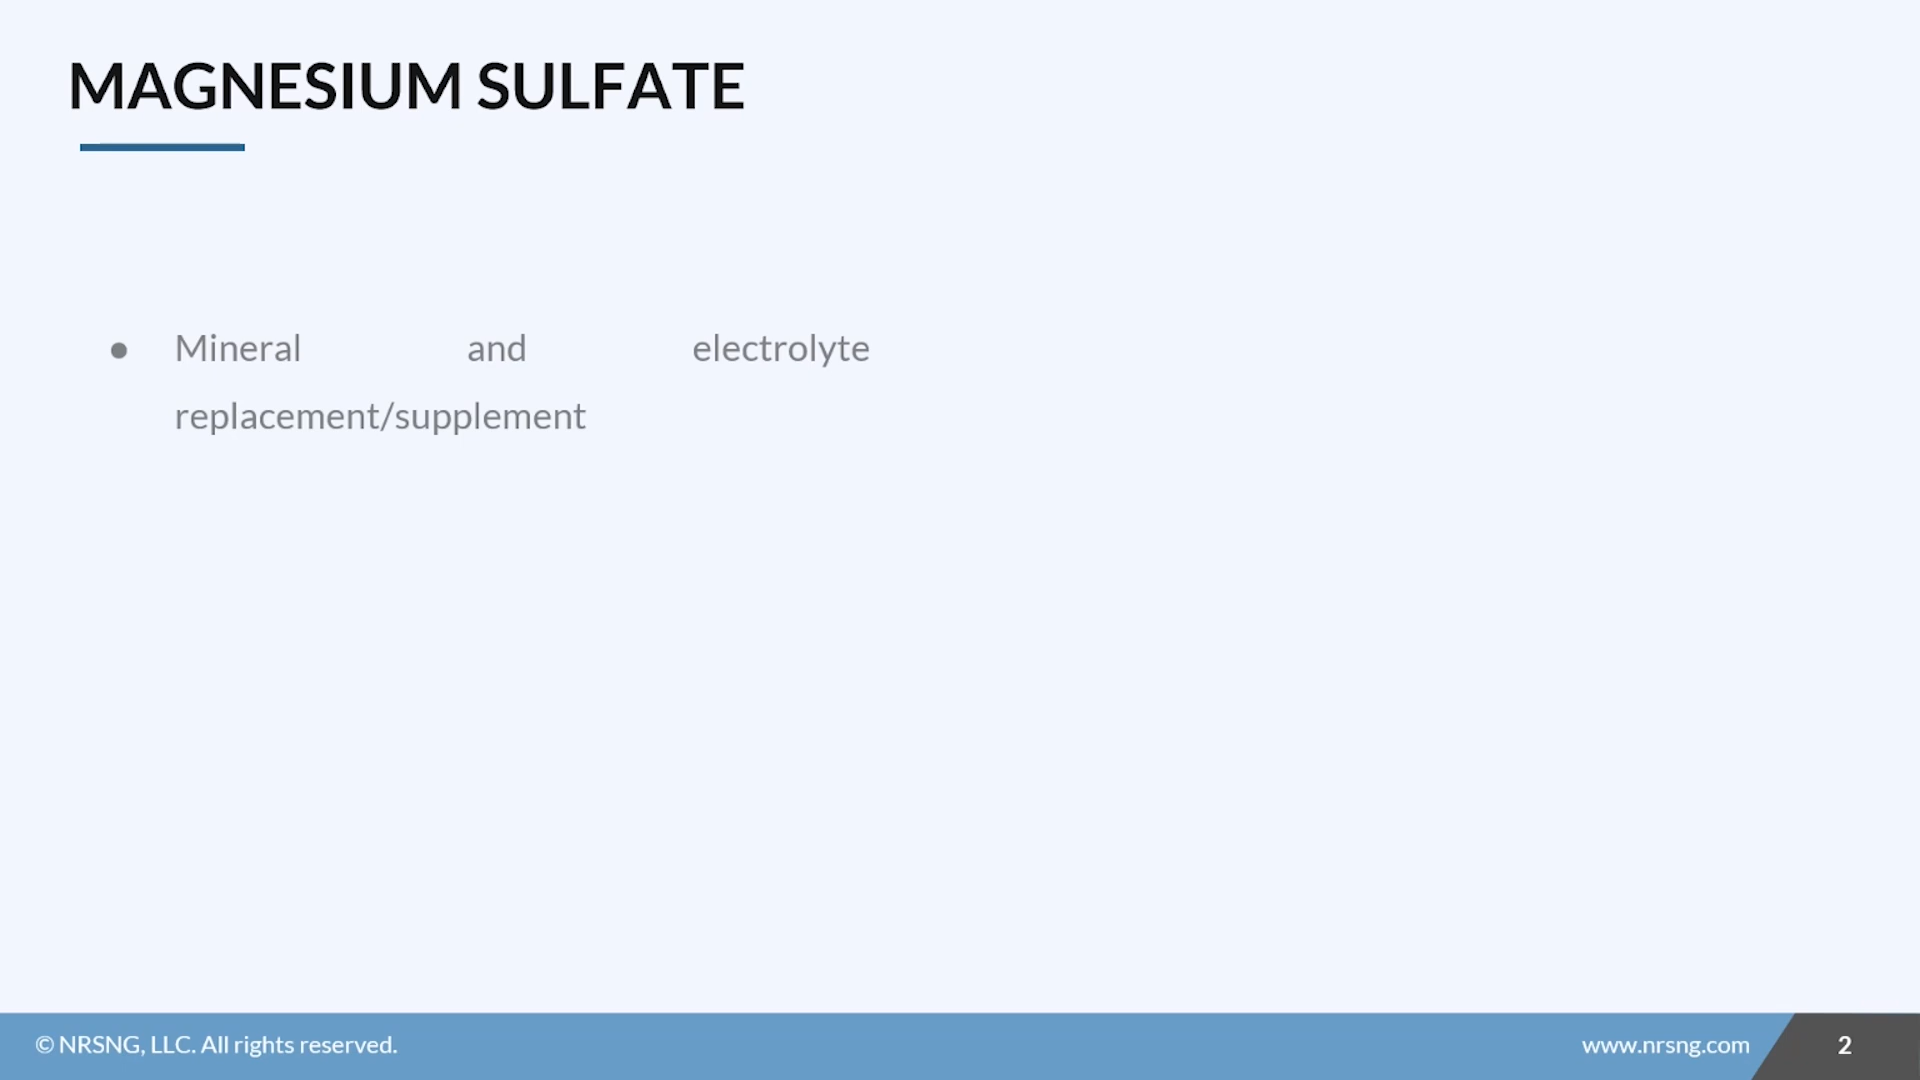 MAGNESIUM SULFATE
● Mineral and electrolyte
replacement/supplement
© NRSNG, LLC. All rights reserved.
www.nrsng.com
2